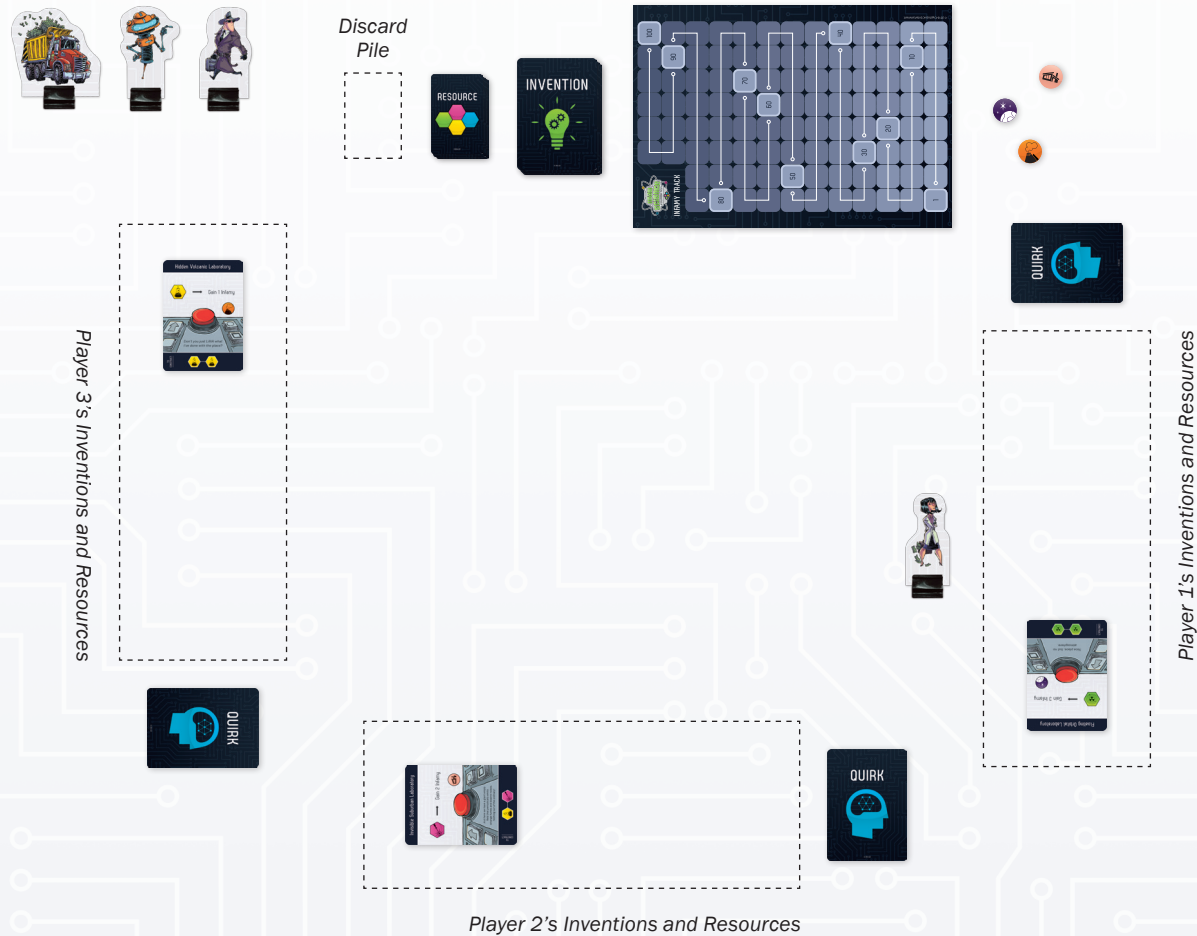 Discard
Pile
RESOURCE
INVENTION
100
90
80
70
60
50
40
30
20
10
1
INFAMY TRACK
QUIRK
Hidden Volcano Laboratory
Gain 1 Infamy
Player 3's Inventions and Resources
Player 1's Inventions and Resources
Floating Orbital Laboratory
Gain 2 Infamy
QUIRK
Invisible Suburban Laboratory
Gain 2 Infamy
QUIRK
Player 2's Inventions and Resources